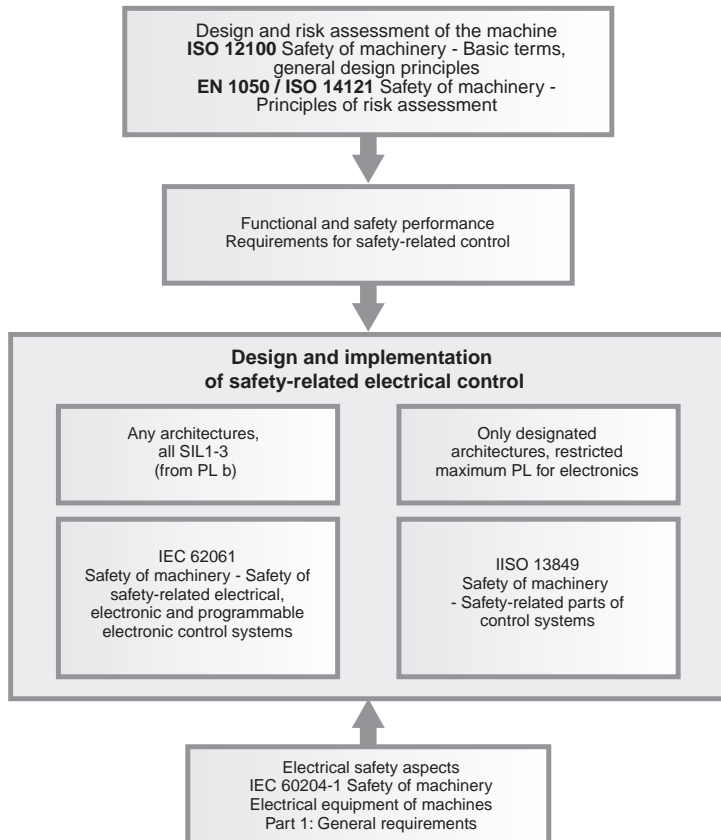 Design and risk assessment of the machine
ISO 12100 Safety of machinery - Basic terms,
general design principles
EN 1050 / ISO 14121 Safety of machinery -
Principles of risk assessment
Functional and safety performance
Requirements for safety-related control
Design and implementation
of safety-related electrical control
Any architectures,
all SIL1-3
(from PL b)
Only designated
architectures, restricted
maximum PL for electronics
IEC 62061
Safety of machinery - Safety of
safety-related electrical,
electronic and programmable
electronic control systems
IISO 13849
Safety of machinery
- Safety-related parts of
control systems
Electrical safety aspects
IEC 60204-1 Safety of machinery
Electrical equipment of machines
Part 1: General requirements